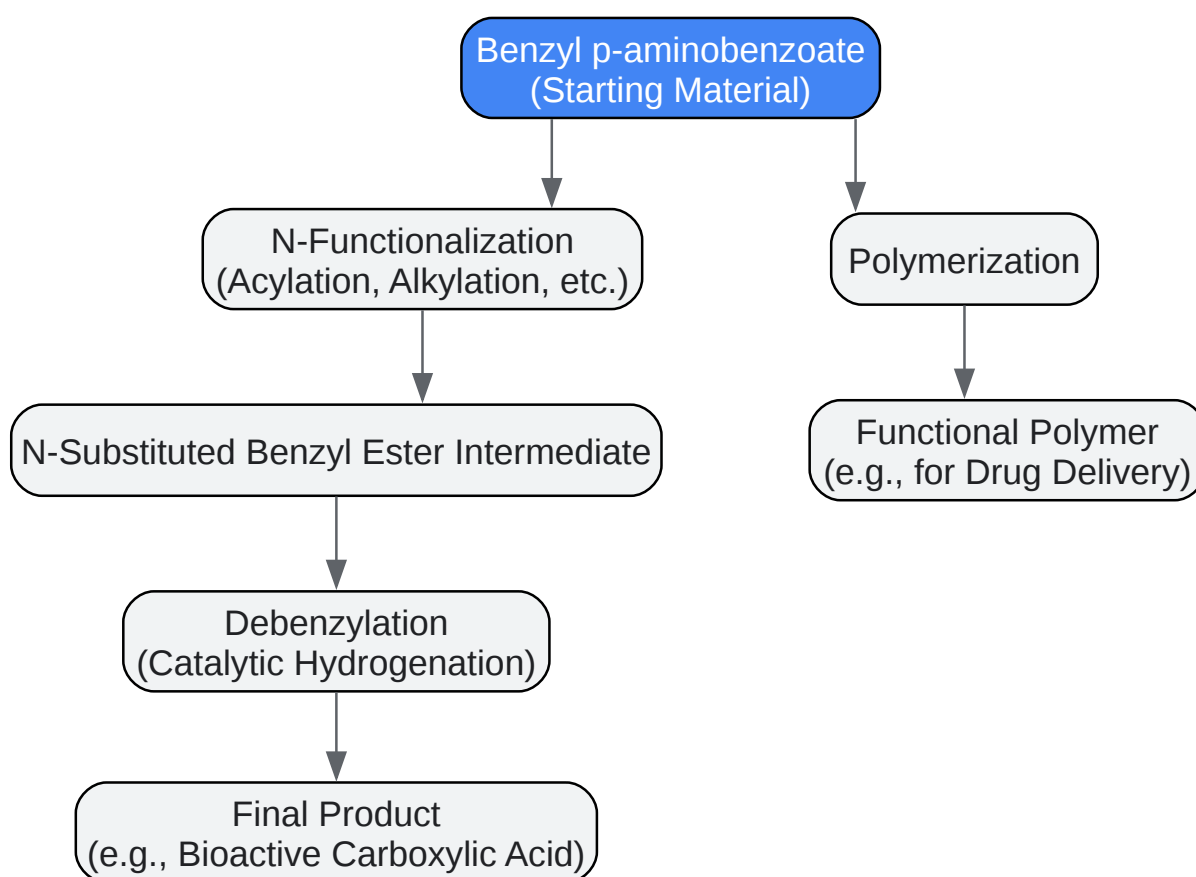 Benzyl p-aminobenzoate
(Starting Material)
N-Functionalization
(Acylation, Alkylation, etc.)
Polymerization
N-Substituted Benzyl Ester Intermediate
Functional Polymer
(e.g., for Drug Delivery)
Debenzylation
(Catalytic Hydrogenation)
Final Product
(e.g., Bioactive Carboxylic Acid)